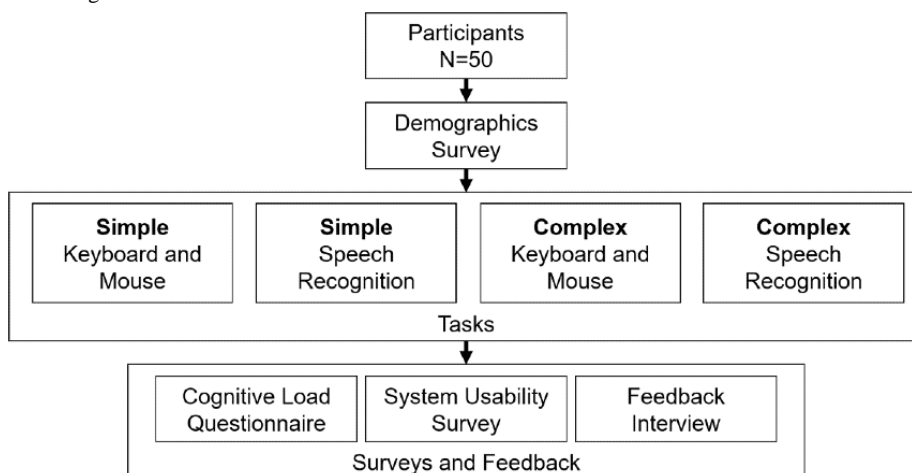 Participants
N=50
Demographics
Survey
Simple
Keyboard and
Mouse
Simple
Speech
Recognition
Complex
Keyboard and
Mouse
Complex
Speech
Recognition
Tasks
Cognitive Load
Questionnaire
System Usability
Survey
Feedback
Interview
Surveys and Feedback